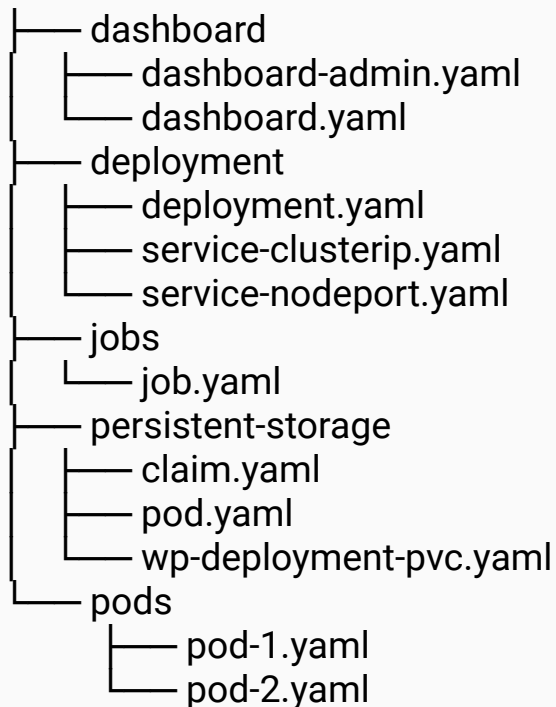 dashboard
dashboard-admin.yaml
dashboard.yaml
deployment
deployment.yaml
service-clusterip.yaml
service-nodeport.yaml
jobs
job.yaml
persistent-storage
claim.yaml
pod.yaml
wp-deployment-pvc.yaml
pods
pod-1.yaml
pod-2.yaml